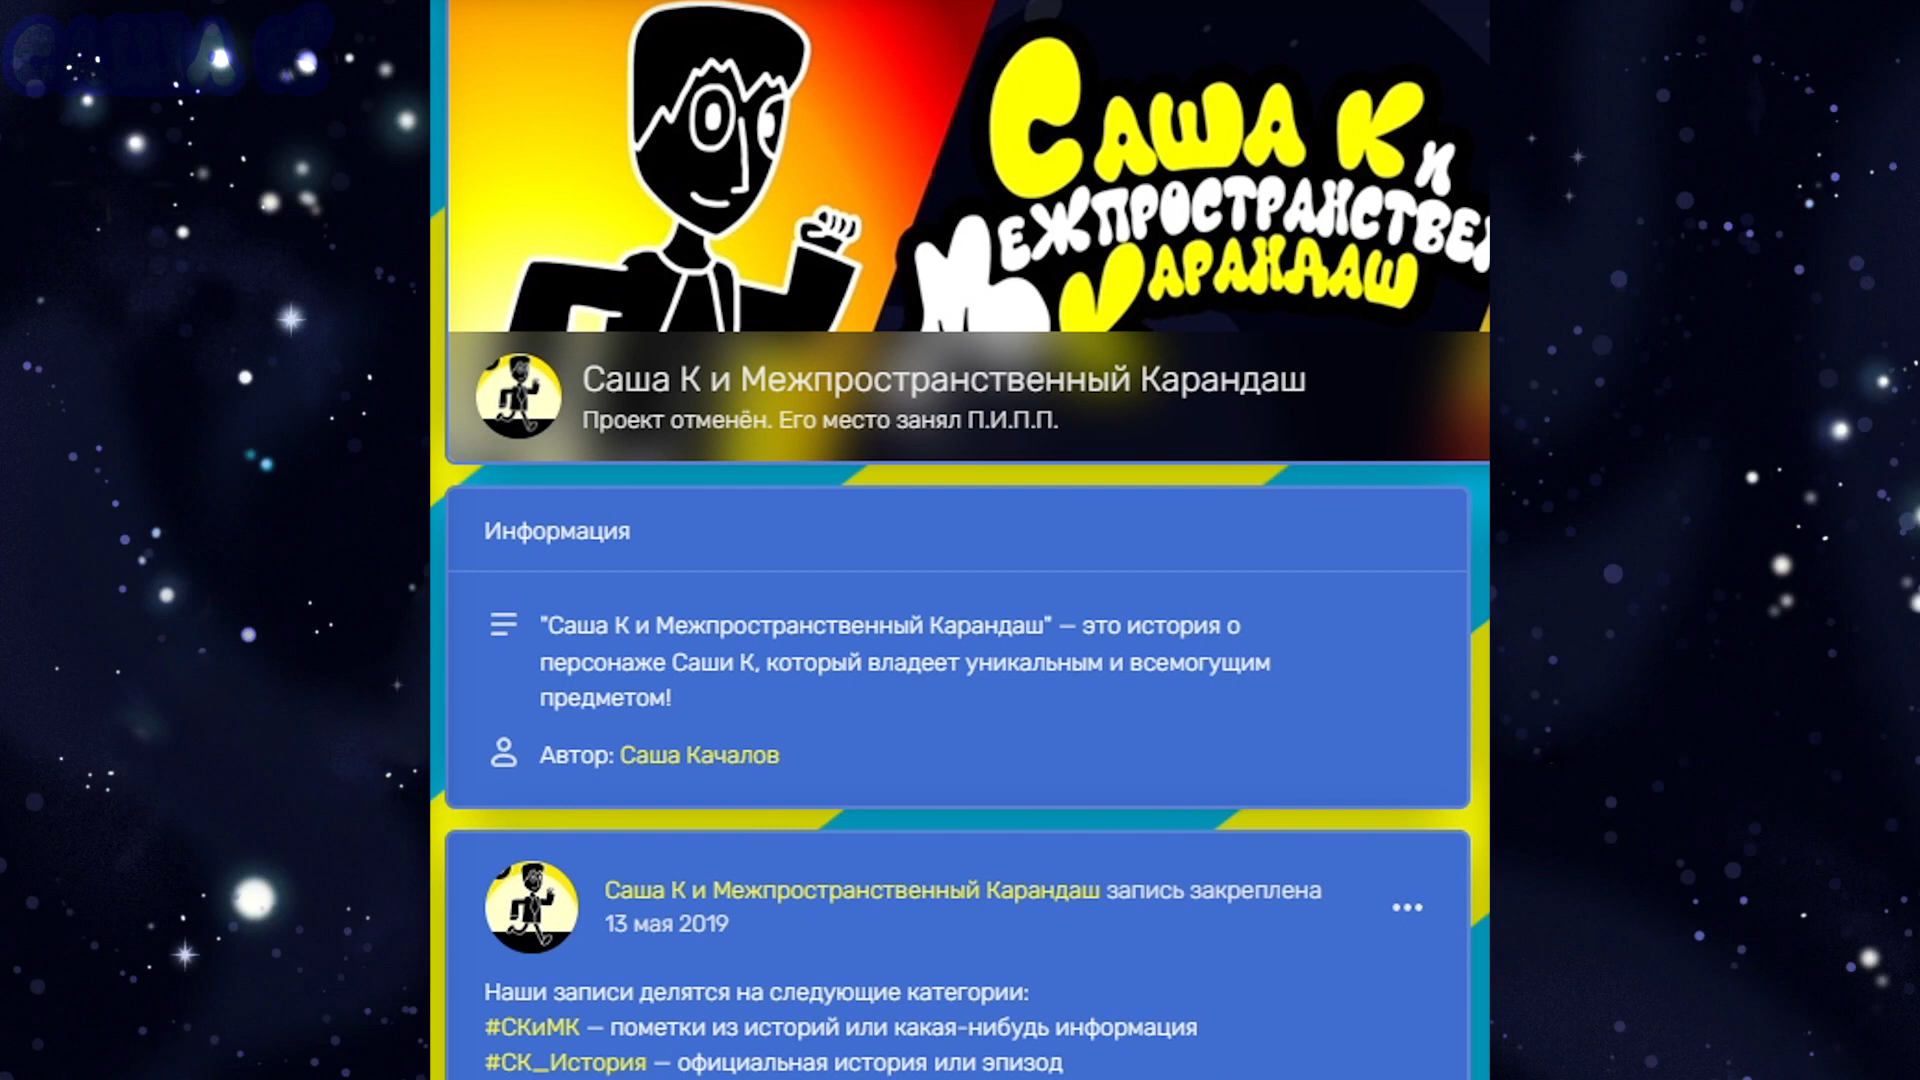 Саша К
Саша К и
Межпространствен
Карандаш
Саша К и Межпространственный Карандаш
Проект отменён. Его место занял П.И.П.П.
Информация
"Саша К и Межпространственный Карандаш" — это история о
персонаже Саши К, который владеет уникальным и всемогущим
предметом!
Автор: Саша Качалов
Саша К и Межпространственный Карандаш запись закреплена
13 мая 2019
Наши записи делятся на следующие категории:
#СКиМК — пометки из историй или какая-нибудь информация
#СК_История — официальная история или эпизод